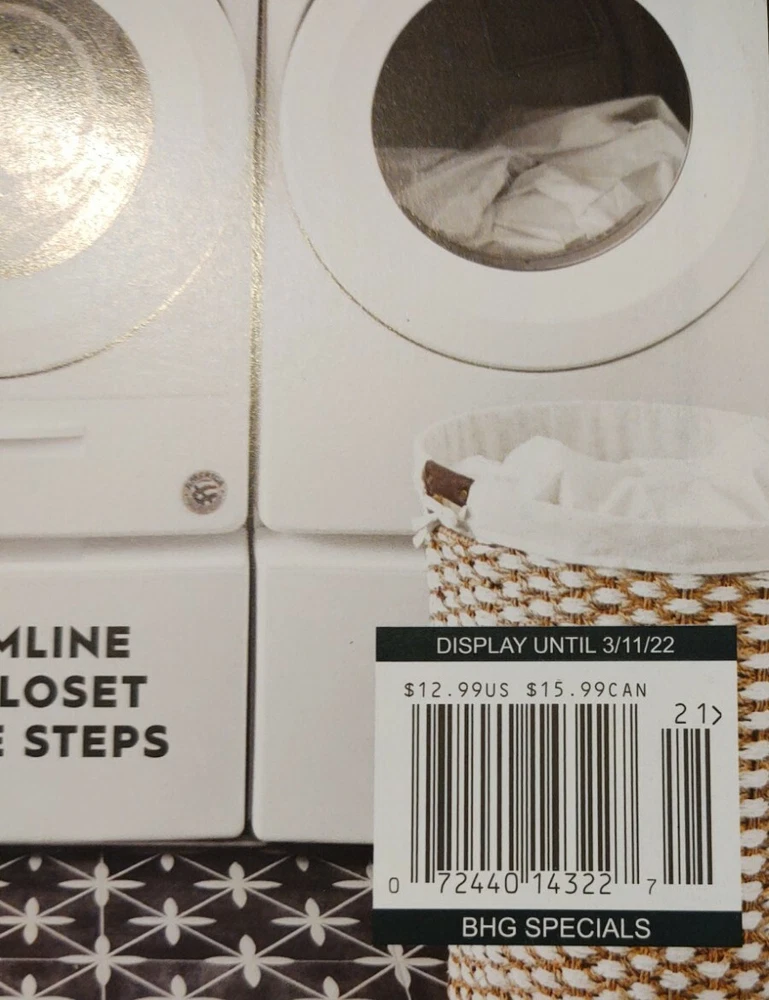 MLINE
LOSET
E STEPS
DISPLAY UNTIL 3/11/22
$12.99US $15.99CAN
21>
0 72440 14322 7
BHG SPECIALS